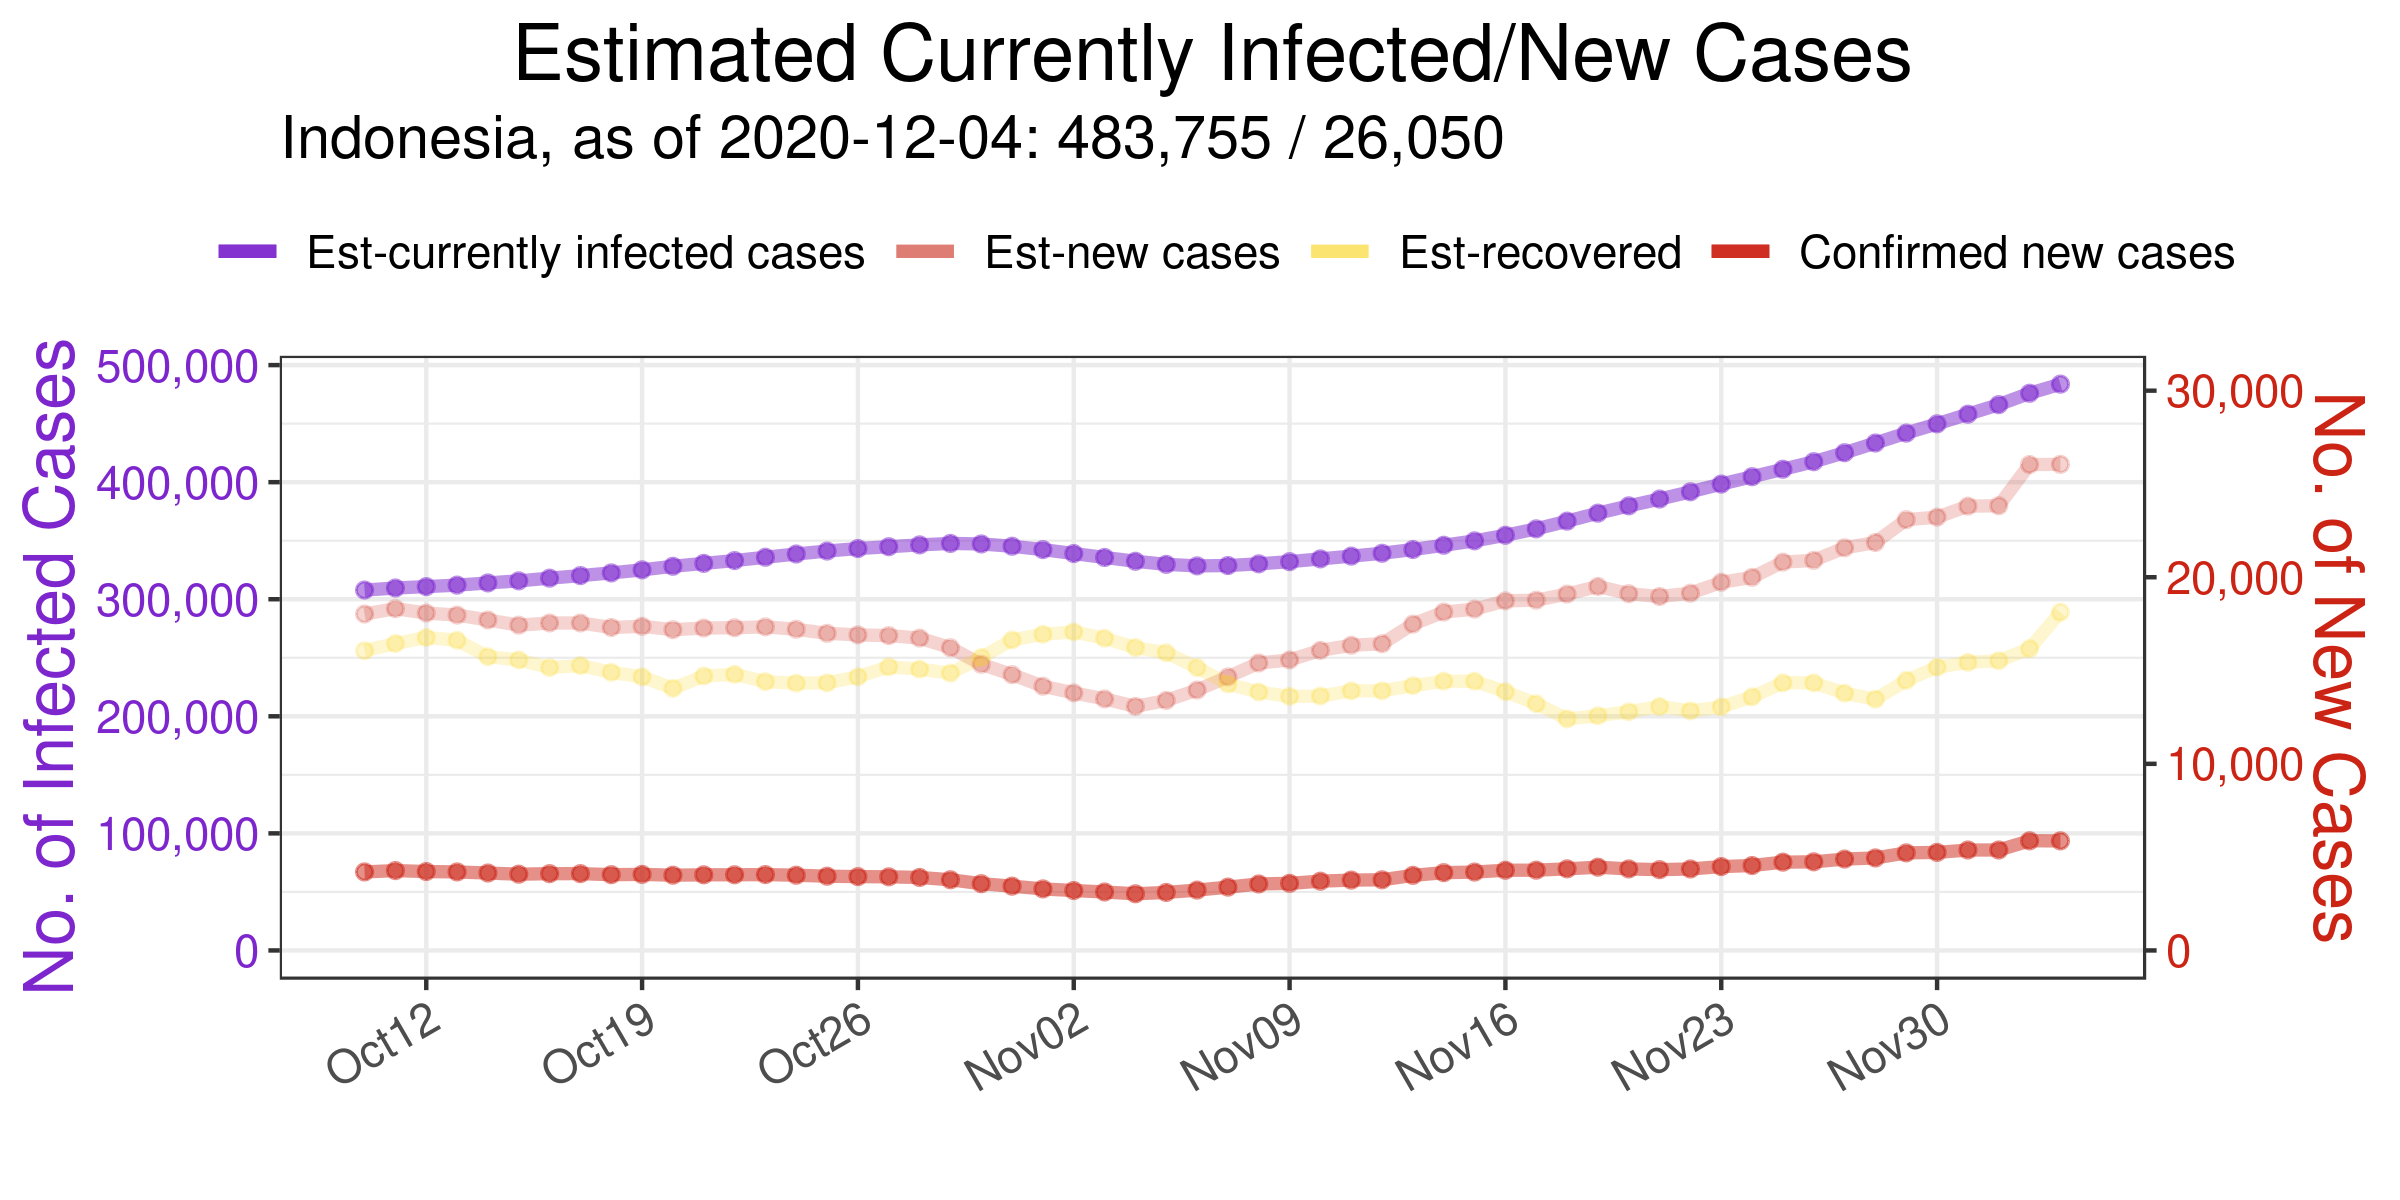 Estimated Currently Infected/New Cases
Indonesia, as of 2020-12-04: 483,755 / 26,050
Est-currently infected cases Est-new cases Est-recovered Confirmed new cases
No. of Infected Cases
500,000
400,000
300,000
200,000
100,000
0
30,000
20,000
10,000
0
No. of New Cases
Oct12 Oct19 Oct26 Nov02 Nov09 Nov16 Nov23 Nov30